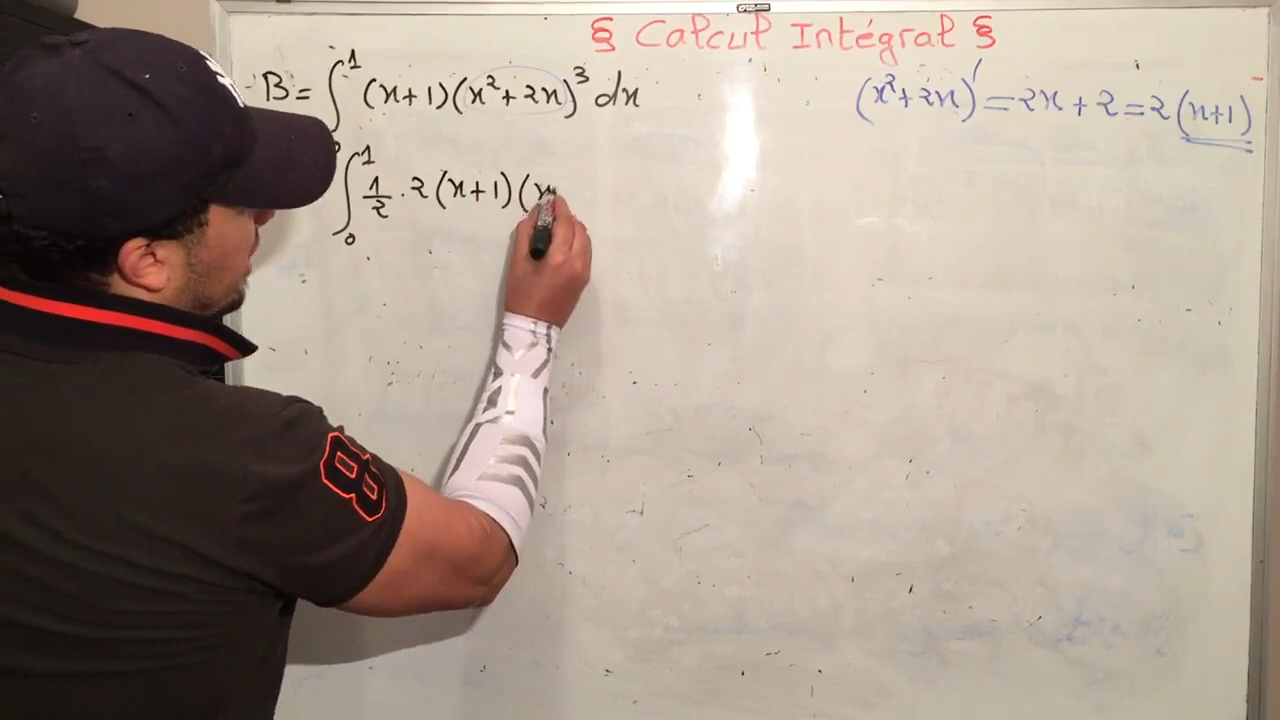 § Calcul Intégral §
B = ∫₀¹ (x+1)(x²+2x)³ dx
(x²+2x)' = 2x + 2 = 2(x+1)
∫₀¹ 1/2 · 2(x+1)(x
8